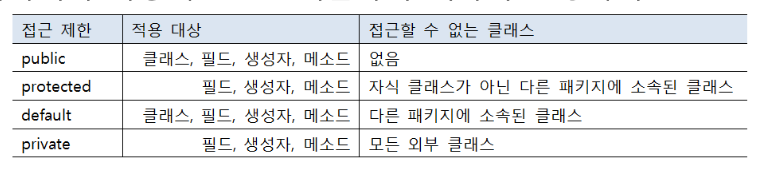 접근 제한 적용 대상 접근할 수 없는 클래스
public 클래스, 필드, 생성자, 메소드 없음
protected 필드, 생성자, 메소드 자식 클래스가 아닌 다른 패키지에 소속된 클래스
default 클래스, 필드, 생성자, 메소드 다른 패키지에 소속된 클래스
private 필드, 생성자, 메소드 모든 외부 클래스